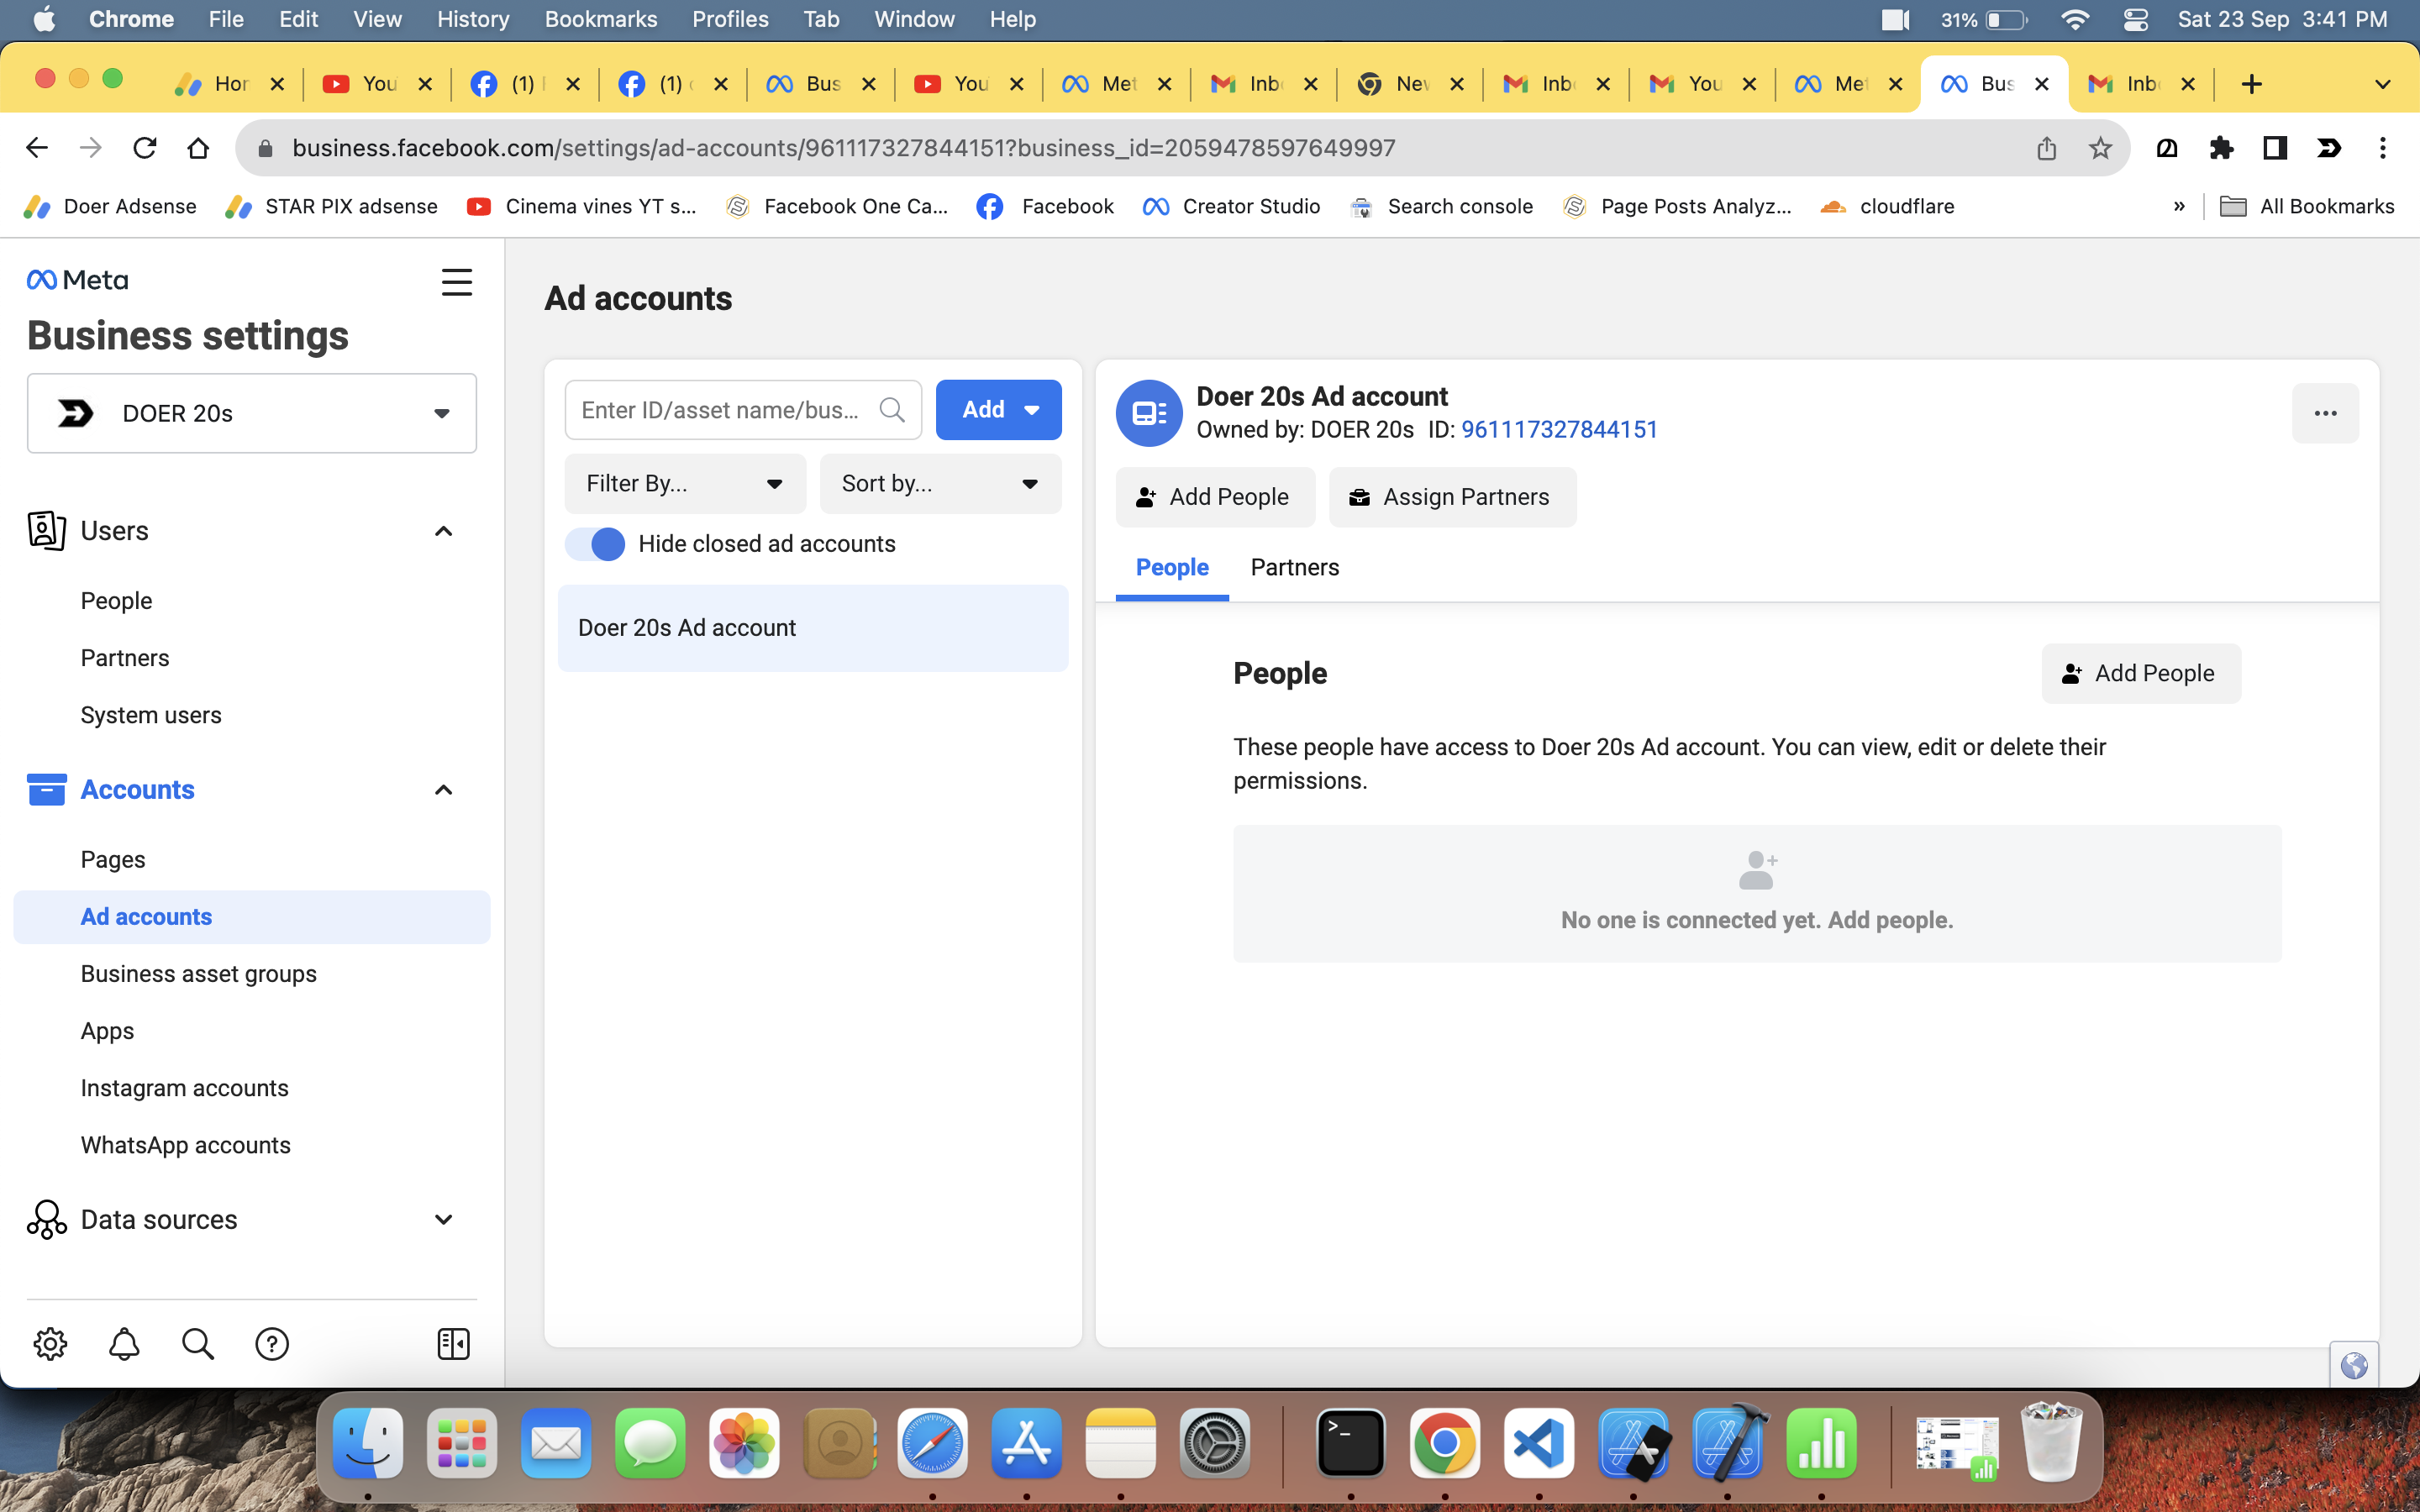 Chrome File Edit View History Bookmarks Profiles Tab Window Help 31% Sat 23 Sep 3:41 PM
Hor You (1) (1) Bus You Met Inb Nev Inb You Met Bus Inb
business.facebook.com/settings/ad-accounts/961117327844151?business_id=2059478597649997
Doer Adsense STAR PIX adsense Cinema vines YT s... Facebook One Ca... Facebook Creator Studio Search console Page Posts Analyz... cloudflare » All Bookmarks
Meta
Business settings
DOER 20s
Users
People
Partners
System users
Accounts
Pages
Ad accounts
Business asset groups
Apps
Instagram accounts
WhatsApp accounts
Data sources
Ad accounts
Enter ID/asset name/bus... Add
Filter By... Sort by...
Hide closed ad accounts
Doer 20s Ad account
Doer 20s Ad account
Owned by: DOER 20s ID: 961117327844151
Add People Assign Partners
People Partners
People Add People
These people have access to Doer 20s Ad account. You can view, edit or delete their
permissions.
No one is connected yet. Add people.